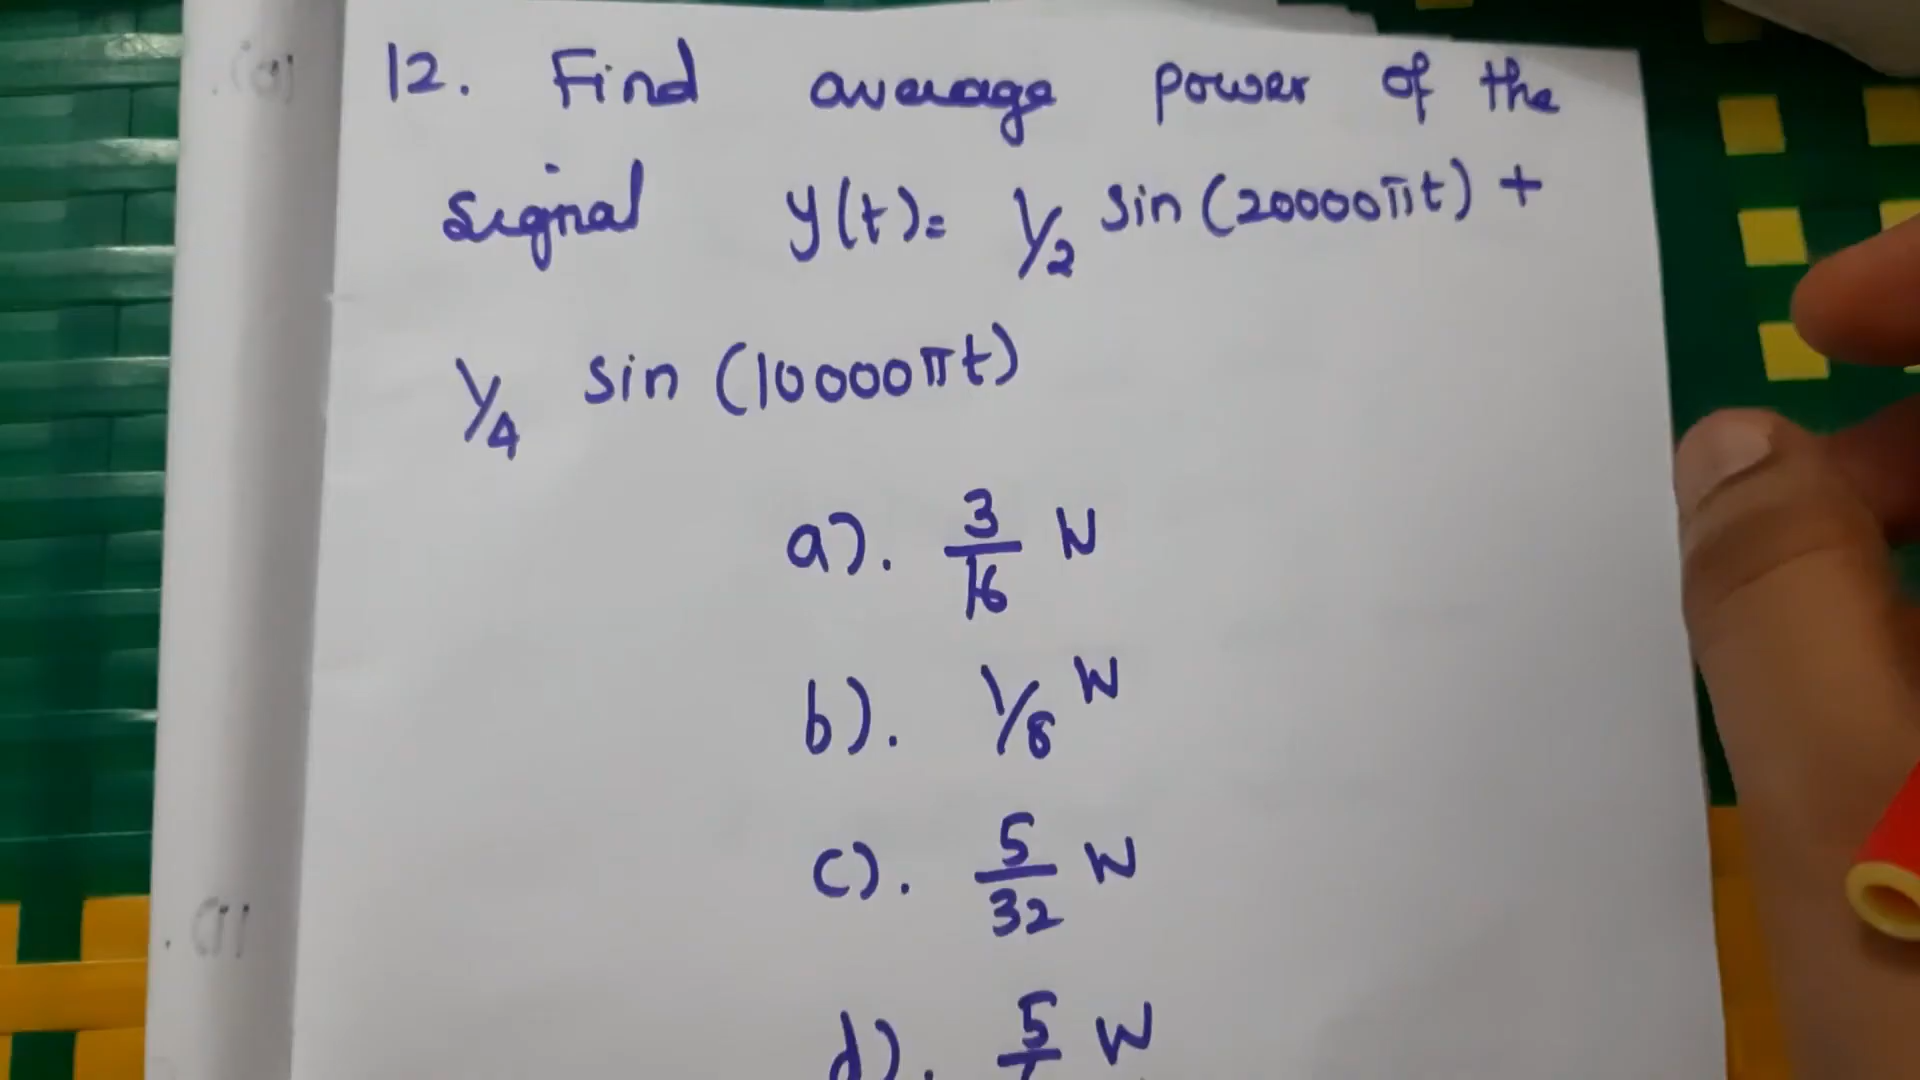 12. Find average power of the
signal y(t)= 1/2 sin(20000πt) +
1/4 sin (10000πt)
a). 3/16 W
b). 1/8 W
c). 5/32 W
d). 5/ W